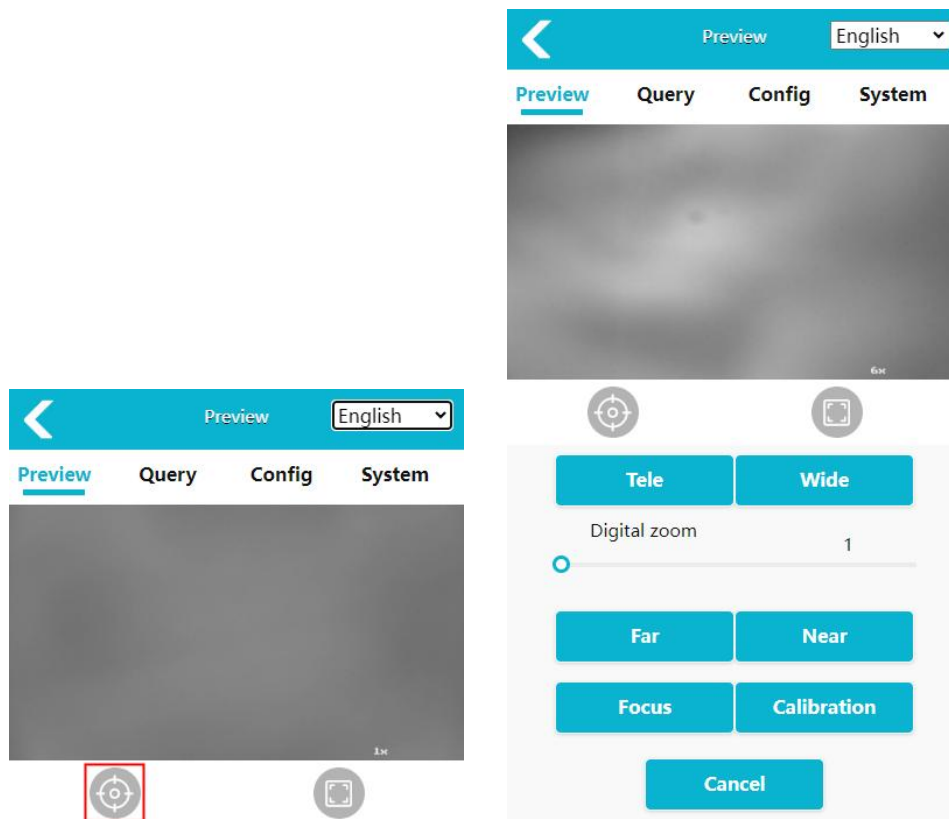 Preview English
Preview Query Config System
1x
Preview English
Preview Query Config System
6x
Tele Wide
Digital zoom 1
Far Near
Focus Calibration
Cancel